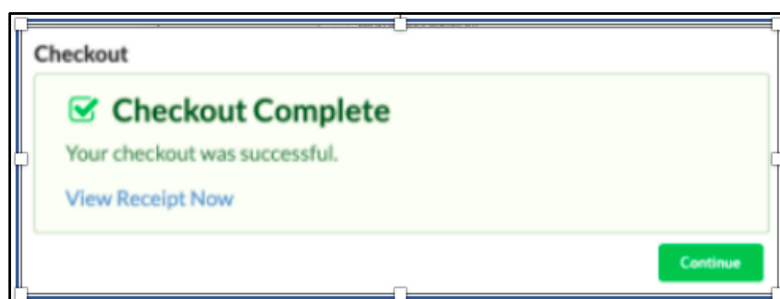 Checkout
Checkout Complete
Your checkout was successful.
View Receipt Now
Continue